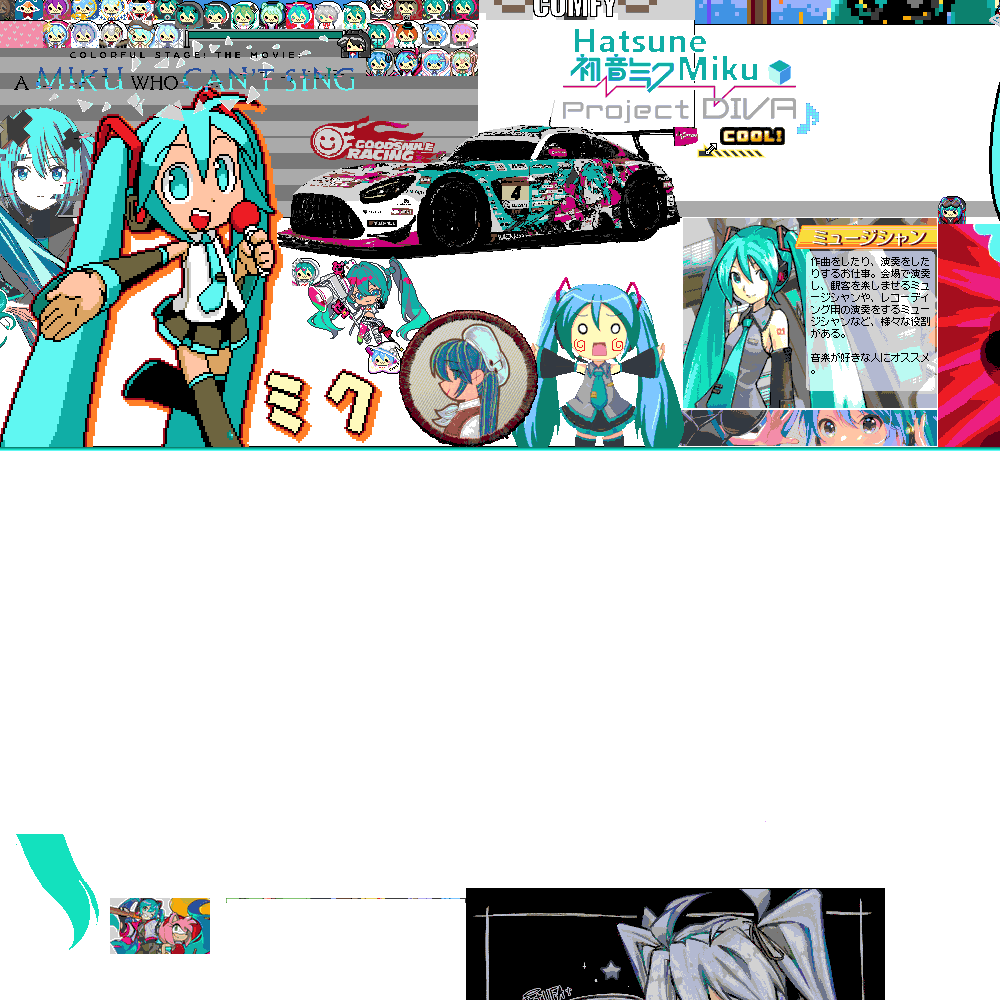 COMFY
COLORFUL STAGE! THE MOVIE:
A MIKU WHO CAN'T SING
Hatsune
初音ミク Miku
Project DIVA
COOL!
GOODSMILE
RACING
4
ミュージシャン
作曲をしたり、演奏をした
りするお仕事。会場で演奏
し、観客を楽しませるミュ
ージシャンや、レコーディ
ング用の演奏をするミュー
ジシャンなど、様々な役割
がある。
音楽が好きな人にオススメ
。
ミク